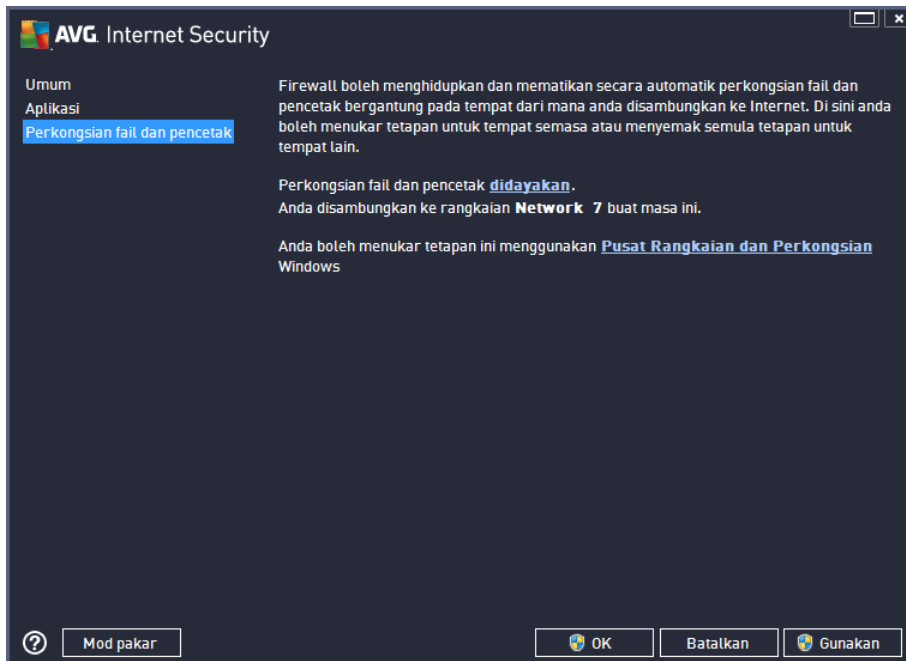 AVG. Internet Security
Umum
Aplikasi
Perkongsian fail dan pencetak
Firewall boleh menghidupkan dan mematikan secara automatik perkongsian fail dan
pencetak bergantung pada tempat dari mana anda disambungkan ke Internet. Di sini anda
boleh menukar tetapan untuk tempat semasa atau menyemak semula tetapan untuk
tempat lain.
Perkongsian fail dan pencetak didayakan.
Anda disambungkan ke rangkaian Network 7 buat masa ini.
Anda boleh menukar tetapan ini menggunakan Pusat Rangkaian dan Perkongsian
Windows
Mod pakar
OK
Batalkan
Gunakan